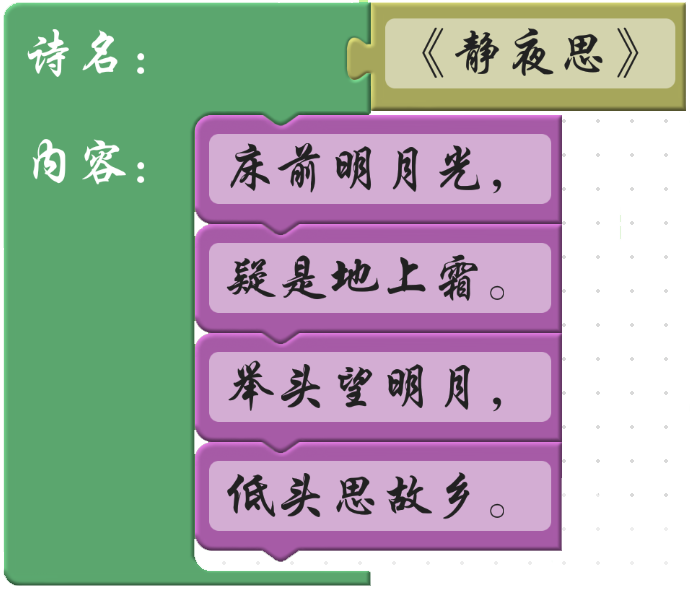 诗名：《静夜思》
内容：床前明月光，
疑是地上霜。
举头望明月，
低头思故乡。